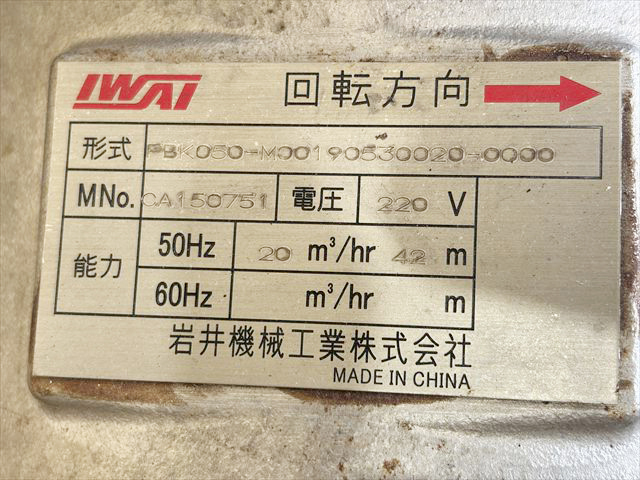 IWAI 回転方向
形式 PBK050-M00190530020-0000
MNo. CA150751 電圧 220 V
能力 50Hz 20 m³/hr 42 m
60Hz m³/hr m
岩井機械工業株式会社
MADE IN CHINA